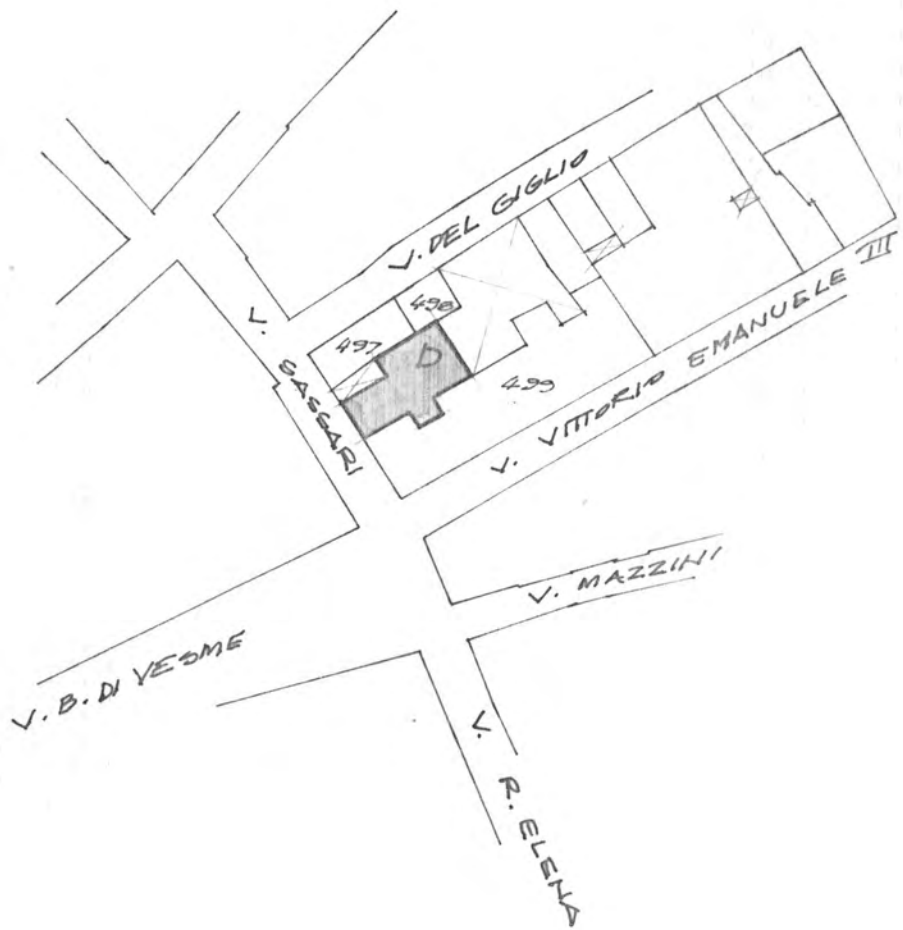 V. DEL GIGLIO
V. SASSARI
498
497
D
499
V. VITTORIO EMANUELE III
V. MAZZINI
V. B. DI VESME
V. R. ELENA